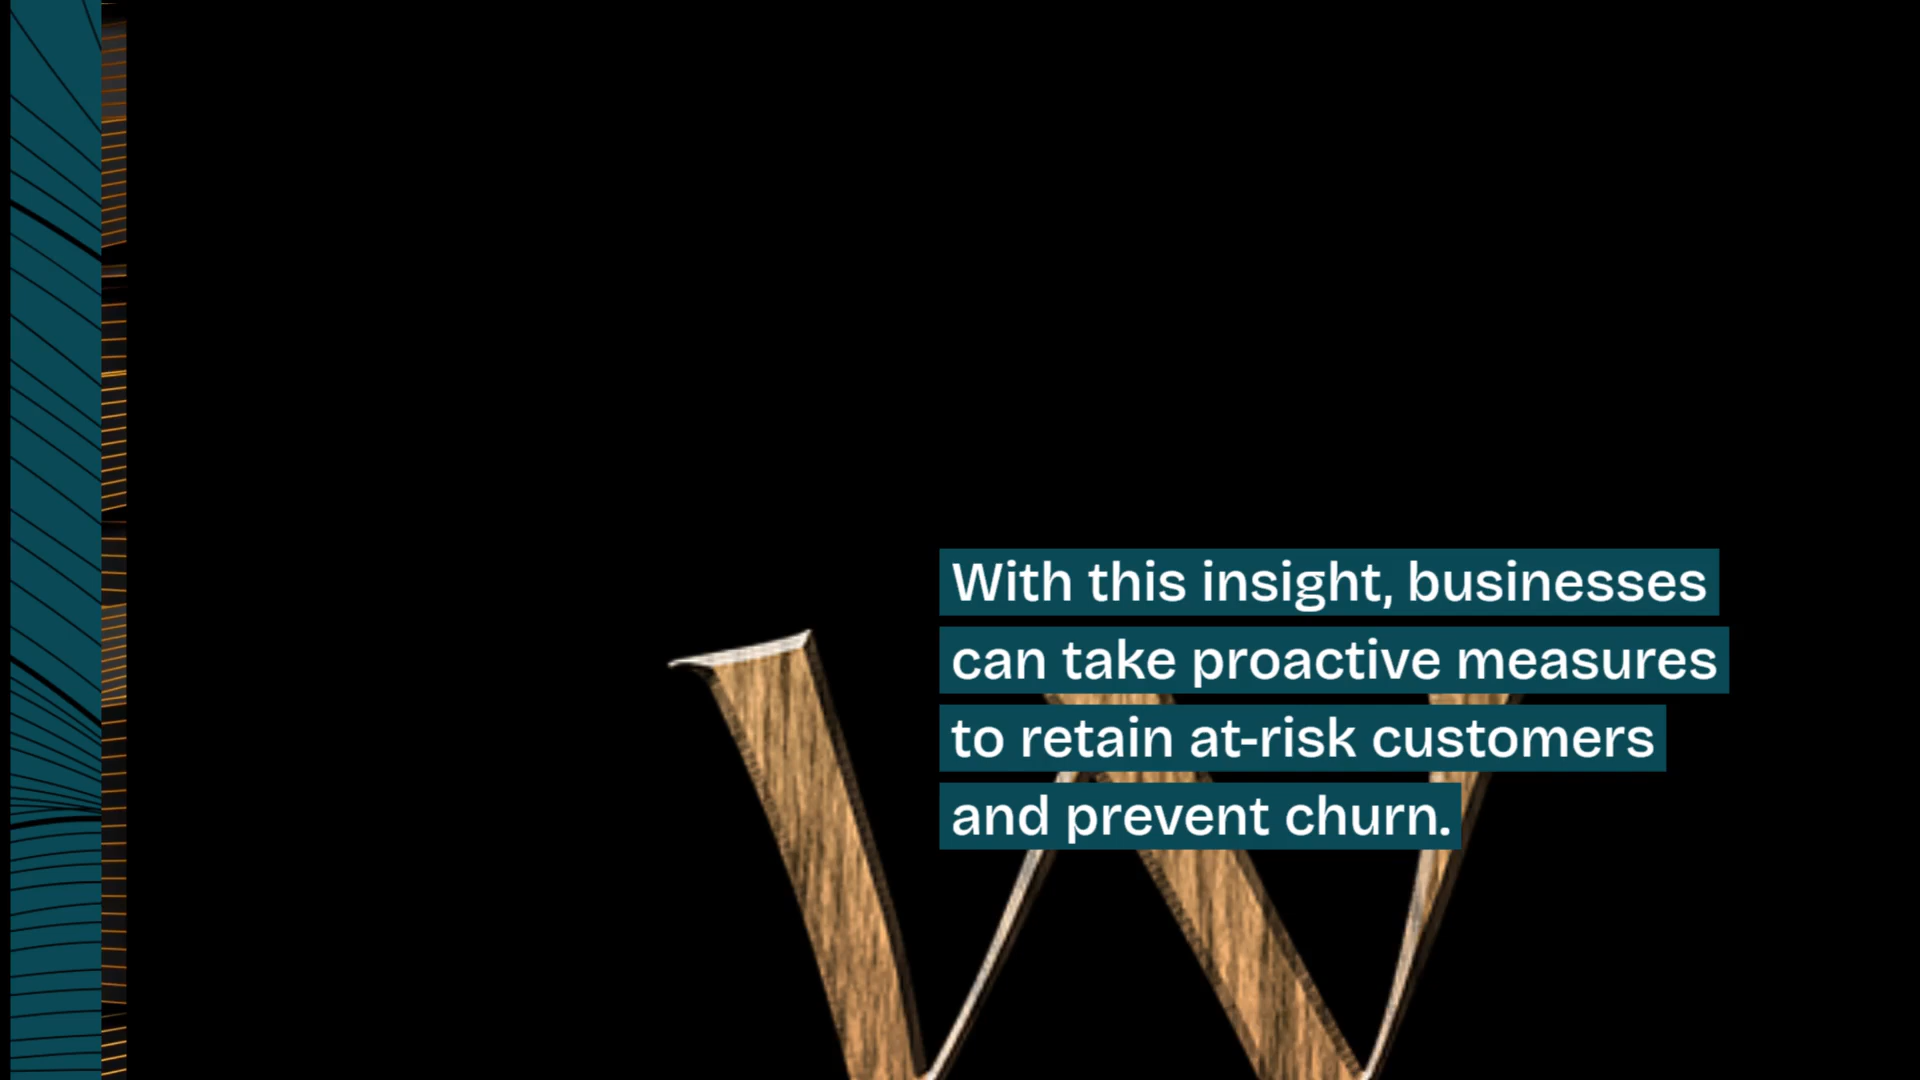 With this insight, businesses
can take proactive measures
to retain at-risk customers
and prevent churn.
W